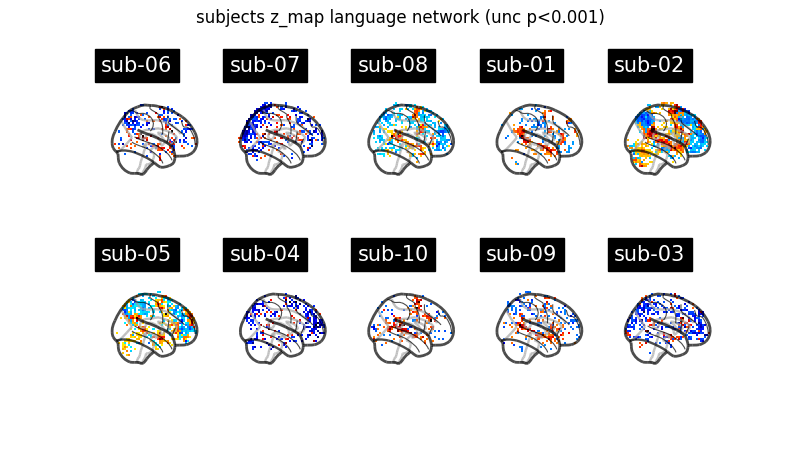 subjects z_map language network (unc p<0.001)
sub-06
sub-07
sub-08
sub-01
sub-02
sub-05
sub-04
sub-10
sub-09
sub-03